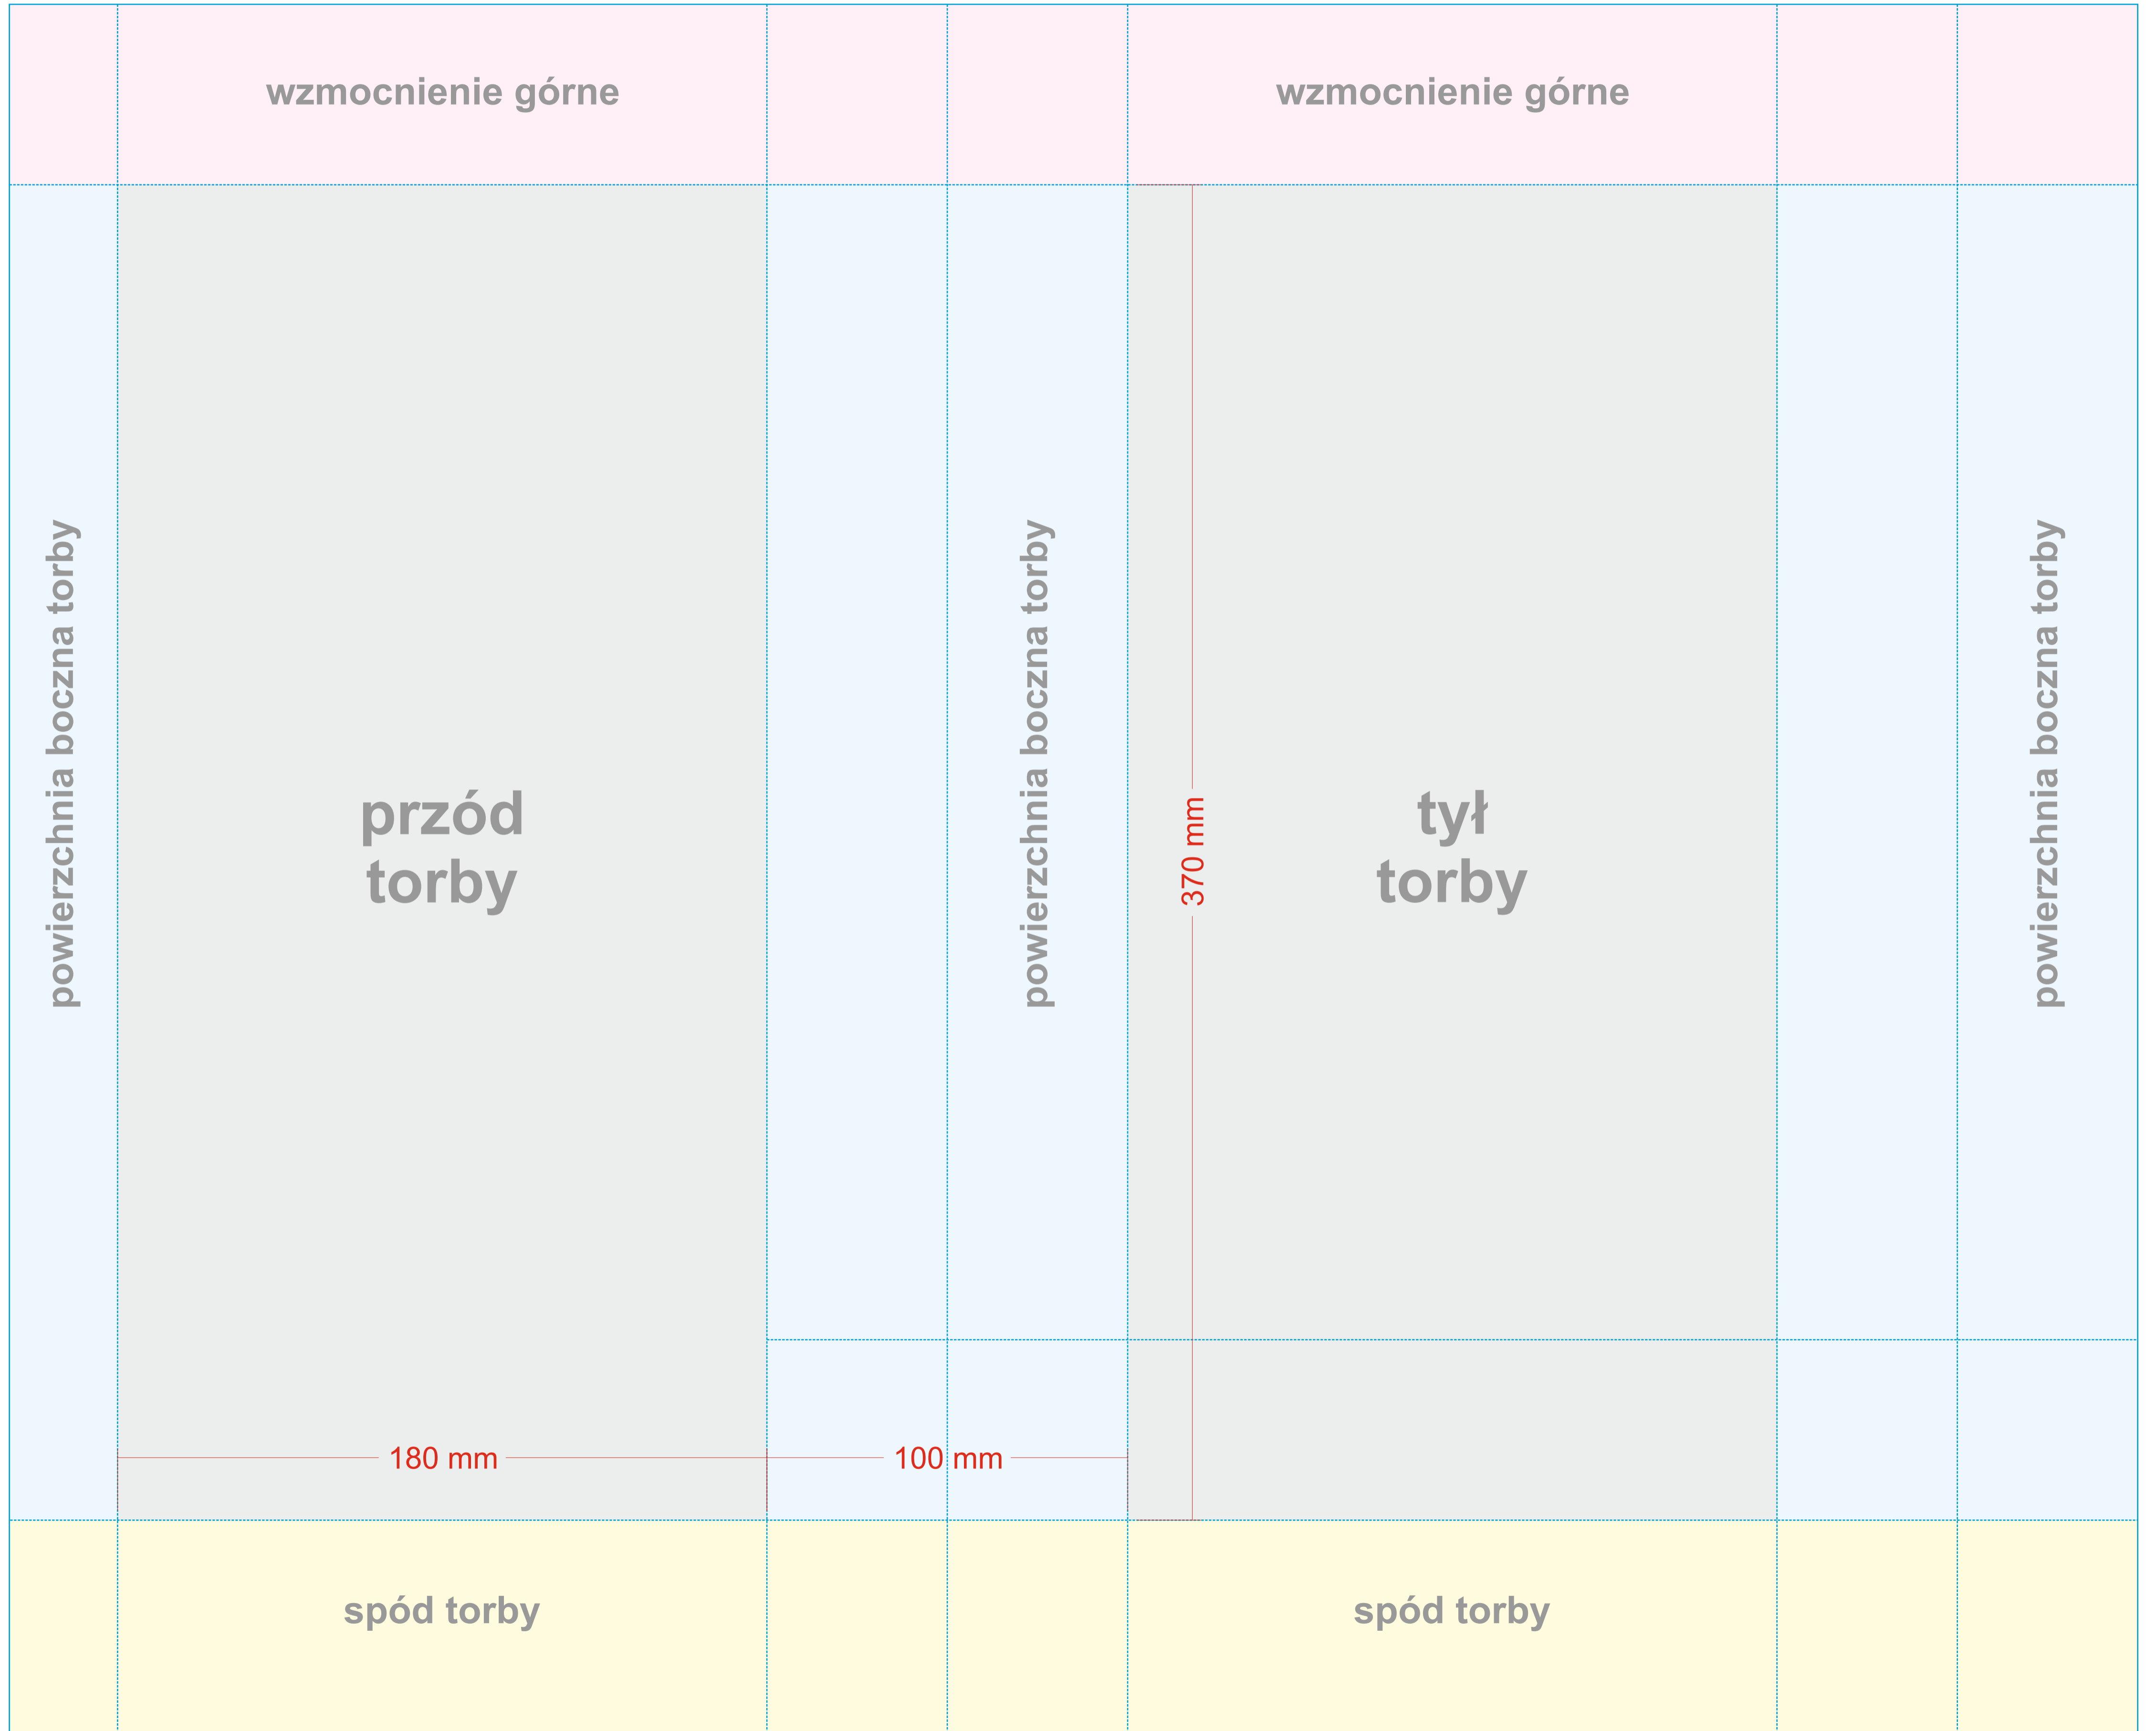 wzmocnienie górne
wzmocnienie górne
powierzchnia boczna torby
przód
torby
powierzchnia boczna torby
370 mm
tył
torby
powierzchnia boczna torby
180 mm
100 mm
spód torby
spód torby